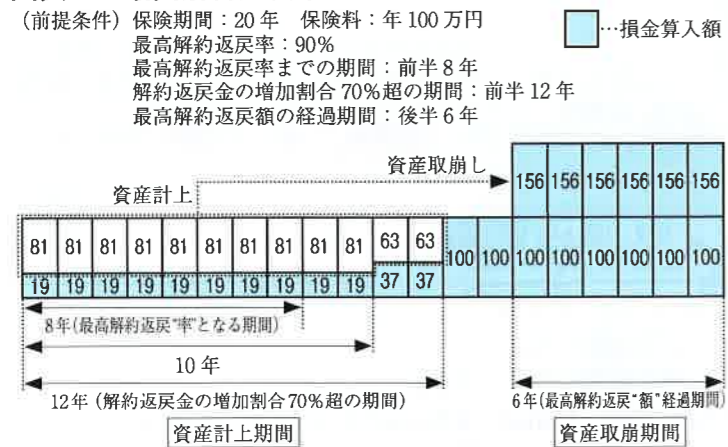 (前提条件) 保険期間:20年 保険料:年100万円
最高解約返戻率:90%
最高解約返戻率までの期間:前半8年
解約返戻金の増加割合70%超の期間:前半12年
最高解約返戻額の経過期間:後半6年
…損金算入額
資産計上
資産取崩し
156 156 156 156 156 156
81 81 81 81 81 81 81 81 81 81 63 63
100 100 100 100 100 100 100 100
19 19 19 19 19 19 19 19 19 19 37 37
8年(最高解約返戻“率”となる期間)
10年
12年(解約返戻金の増加割合70%超の期間)
6年(最高解約返戻“額”経過期間)
資産計上期間
資産取崩期間